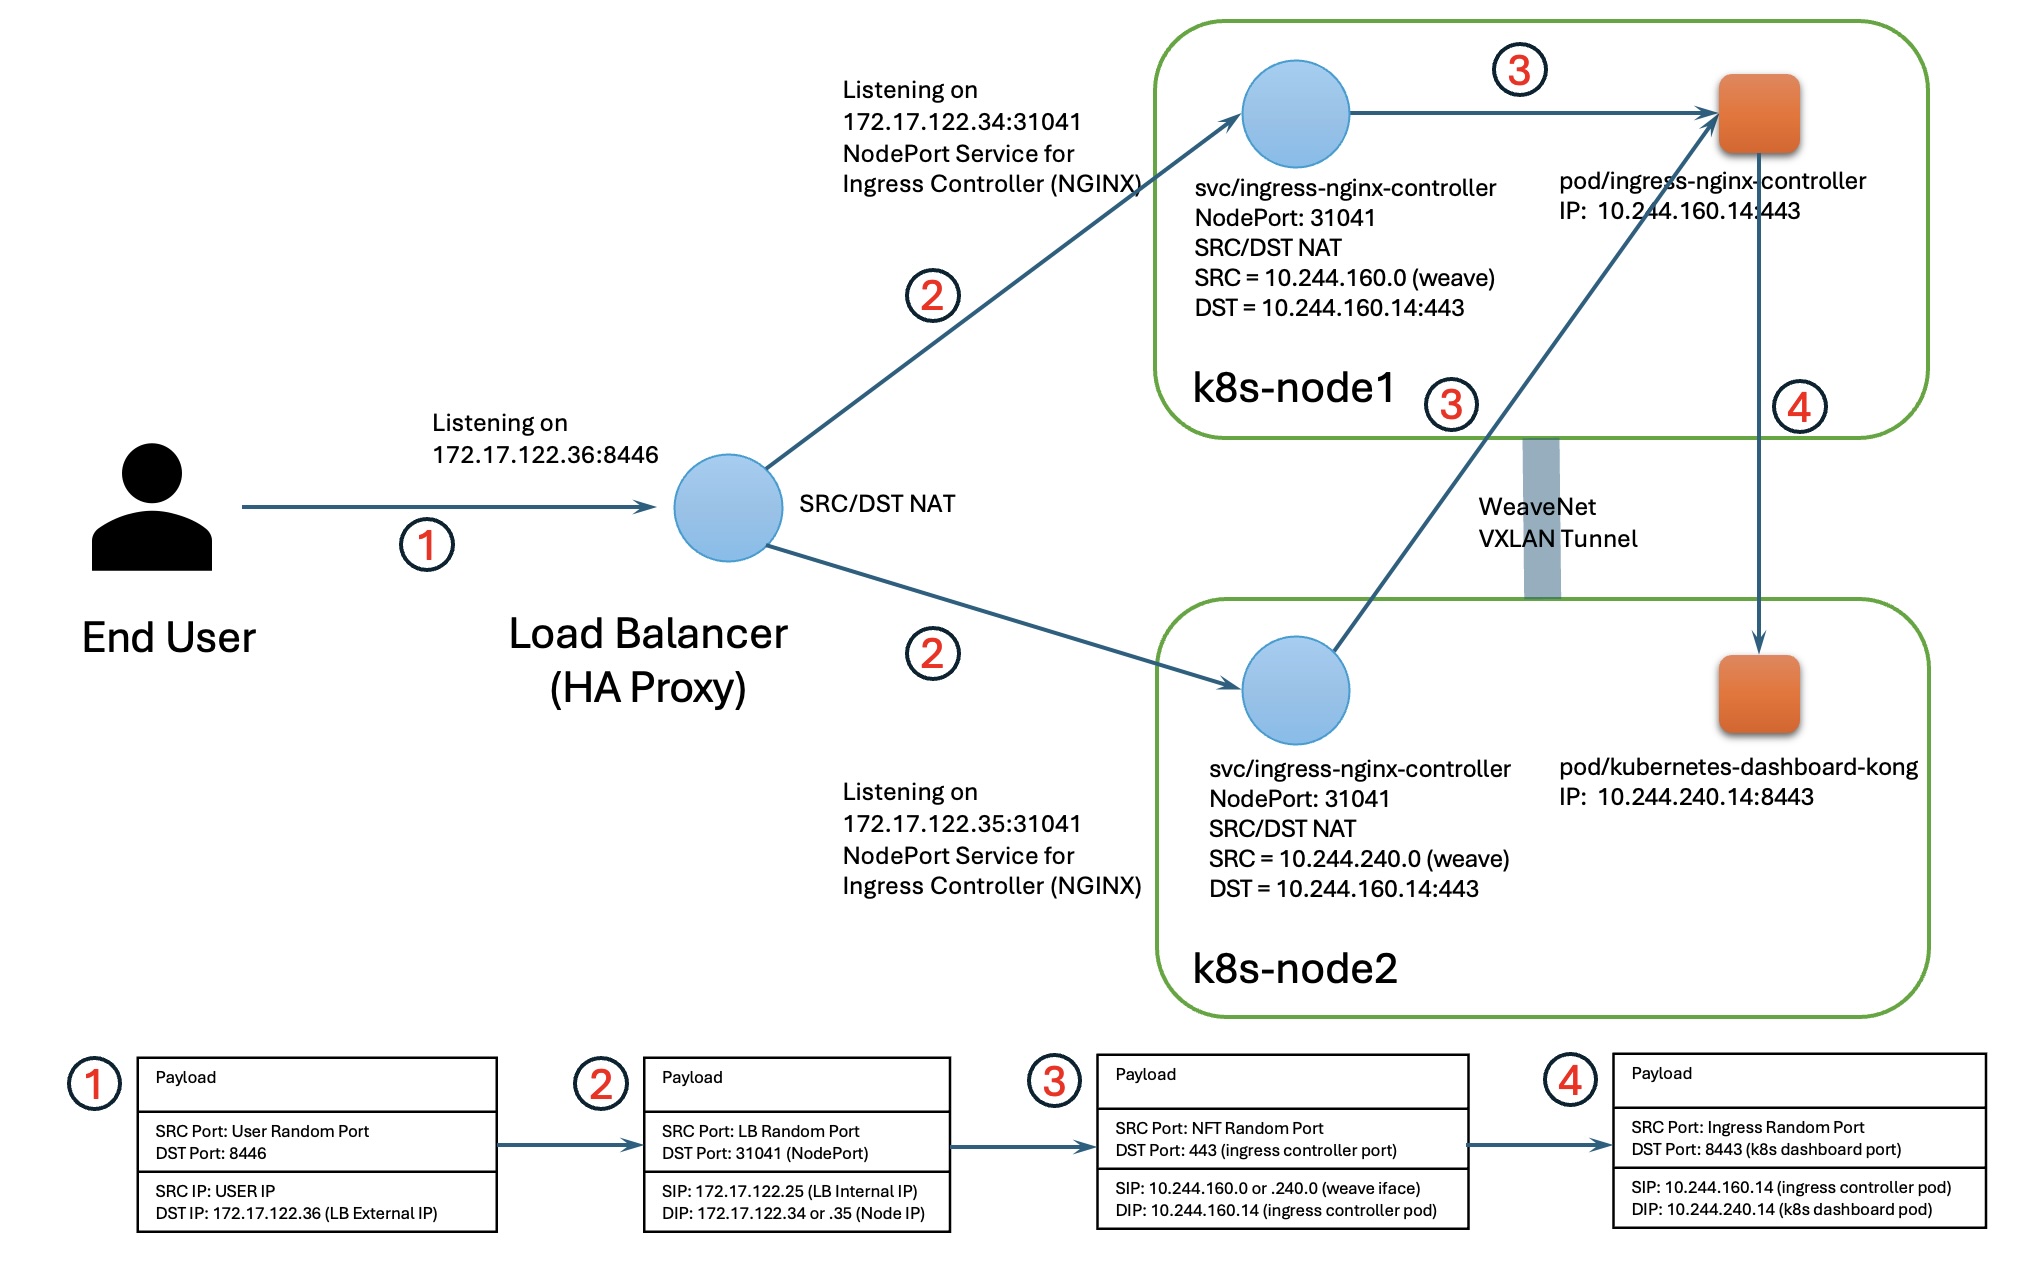 Listening on
172.17.122.34:31041
NodePort Service for
Ingress Controller (NGINX)
3
svc/ingress-nginx-controller
NodePort: 31041
SRC/DST NAT
SRC = 10.244.160.0 (weave)
DST = 10.244.160.14:443
pod/ingress-nginx-controller
IP: 10.244.160.14:443
k8s-node1
2
3
4
Listening on
172.17.122.36:8446
SRC/DST NAT
1
End User
Load Balancer
(HA Proxy)
2
WeaveNet
VXLAN Tunnel
Listening on
172.17.122.35:31041
NodePort Service for
Ingress Controller (NGINX)
svc/ingress-nginx-controller
NodePort: 31041
SRC/DST NAT
SRC = 10.244.240.0 (weave)
DST = 10.244.160.14:443
pod/kubernetes-dashboard-kong
IP: 10.244.240.14:8443
k8s-node2
1
Payload
SRC Port: User Random Port
DST Port: 8446
SRC IP: USER IP
DST IP: 172.17.122.36 (LB External IP)
2
Payload
SRC Port: LB Random Port
DST Port: 31041 (NodePort)
SIP: 172.17.122.25 (LB Internal IP)
DIP: 172.17.122.34 or .35 (Node IP)
3
Payload
SRC Port: NFT Random Port
DST Port: 443 (ingress controller port)
SIP: 10.244.160.0 or .240.0 (weave iface)
DIP: 10.244.160.14 (ingress controller pod)
4
Payload
SRC Port: Ingress Random Port
DST Port: 8443 (k8s dashboard port)
SIP: 10.244.160.14 (ingress controller pod)
DIP: 10.244.240.14 (k8s dashboard pod)